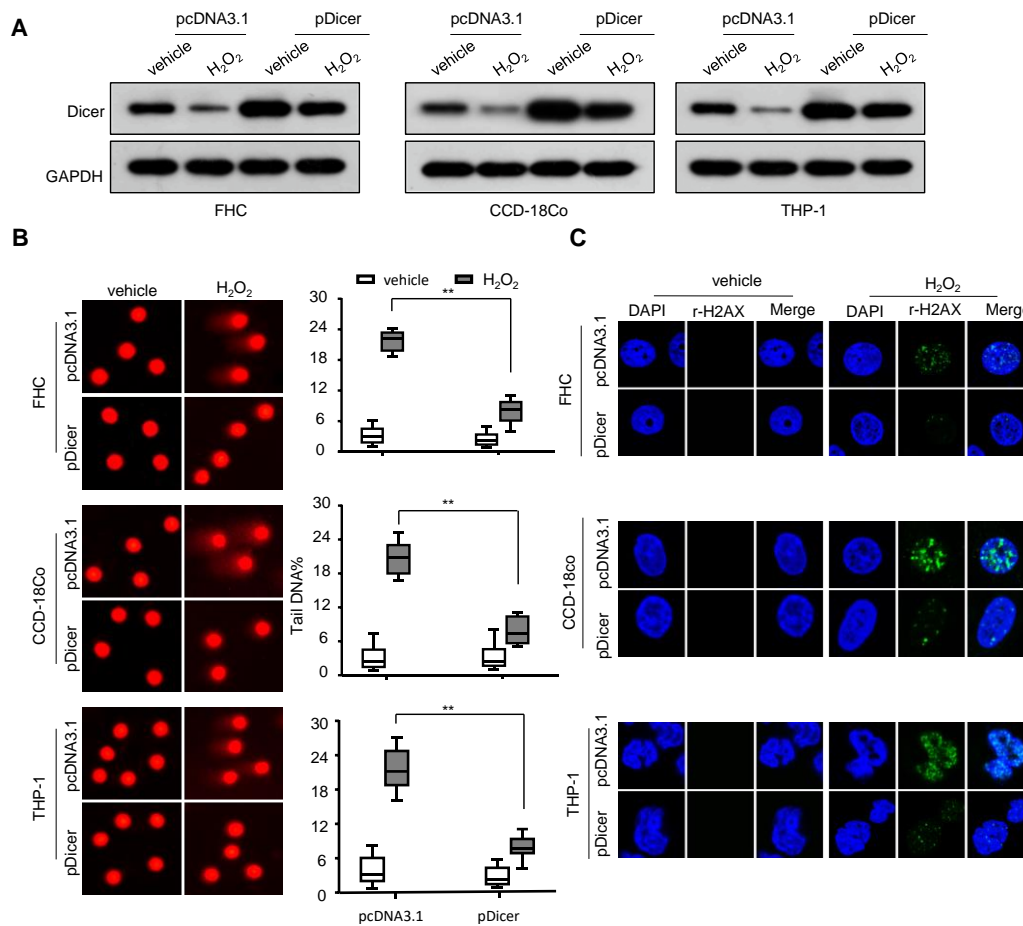 A
pcDNA3.1 pDicer pcDNA3.1 pDicer pcDNA3.1 pDicer
vehicle H₂O₂ vehicle H₂O₂ vehicle H₂O₂ vehicle H₂O₂ vehicle H₂O₂ vehicle H₂O₂
Dicer
GAPDH
FHC CCD-18Co THP-1
B
vehicle H₂O₂
FHC
pcDNA3.1
pDicer
CCD-18Co
pcDNA3.1
pDicer
THP-1
pcDNA3.1
pDicer
vehicle H₂O₂
Tail DNA%
30
24
18
12
6
0
**
30
24
18
12
6
0
**
30
24
18
12
6
0
**
pcDNA3.1 pDicer
C
vehicle H₂O₂
DAPI r-H2AX Merge DAPI r-H2AX Merge
FHC
pcDNA3.1
pDicer
CCD-18co
pcDNA3.1
pDicer
THP-1
pcDNA3.1
pDicer